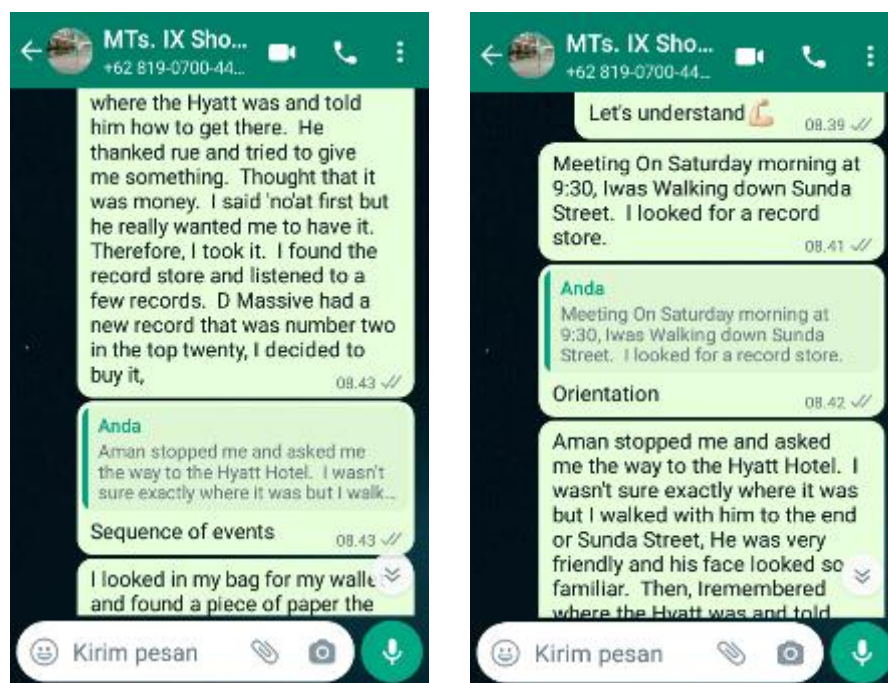 MTs. IX Sho...
+62 819-0700-44...
where the Hyatt was and told
him how to get there. He
thanked rue and tried to give
me something. Thought that it
was money. I said 'no'at first but
he really wanted me to have it.
Therefore, I took it. I found the
record store and listened to a
few records. D Massive had a
new record that was number two
in the top twenty, I decided to
buy it,
08.43
Anda
Aman stopped me and asked me
the way to the Hyatt Hotel. I wasn't
sure exactly where it was but I walk...
Sequence of events
08.43
I looked in my bag for my walle
and found a piece of paper the
Kirim pesan
MTs. IX Sho...
+62 819-0700-44...
Let's understand💪🏻
08.39
Meeting On Saturday morning at
9:30, Iwas Walking down Sunda
Street. I looked for a record
store.
08.41
Anda
Meeting On Saturday morning at
9:30, Iwas Walking down Sunda
Street. I looked for a record store.
Orientation
08.42
Aman stopped me and asked
me the way to the Hyatt Hotel. I
wasn't sure exactly where it was
but I walked with him to the end
or Sunda Street, He was very
friendly and his face looked so
familiar. Then, Iremembered
where the Hyatt was and told
Kirim pesan